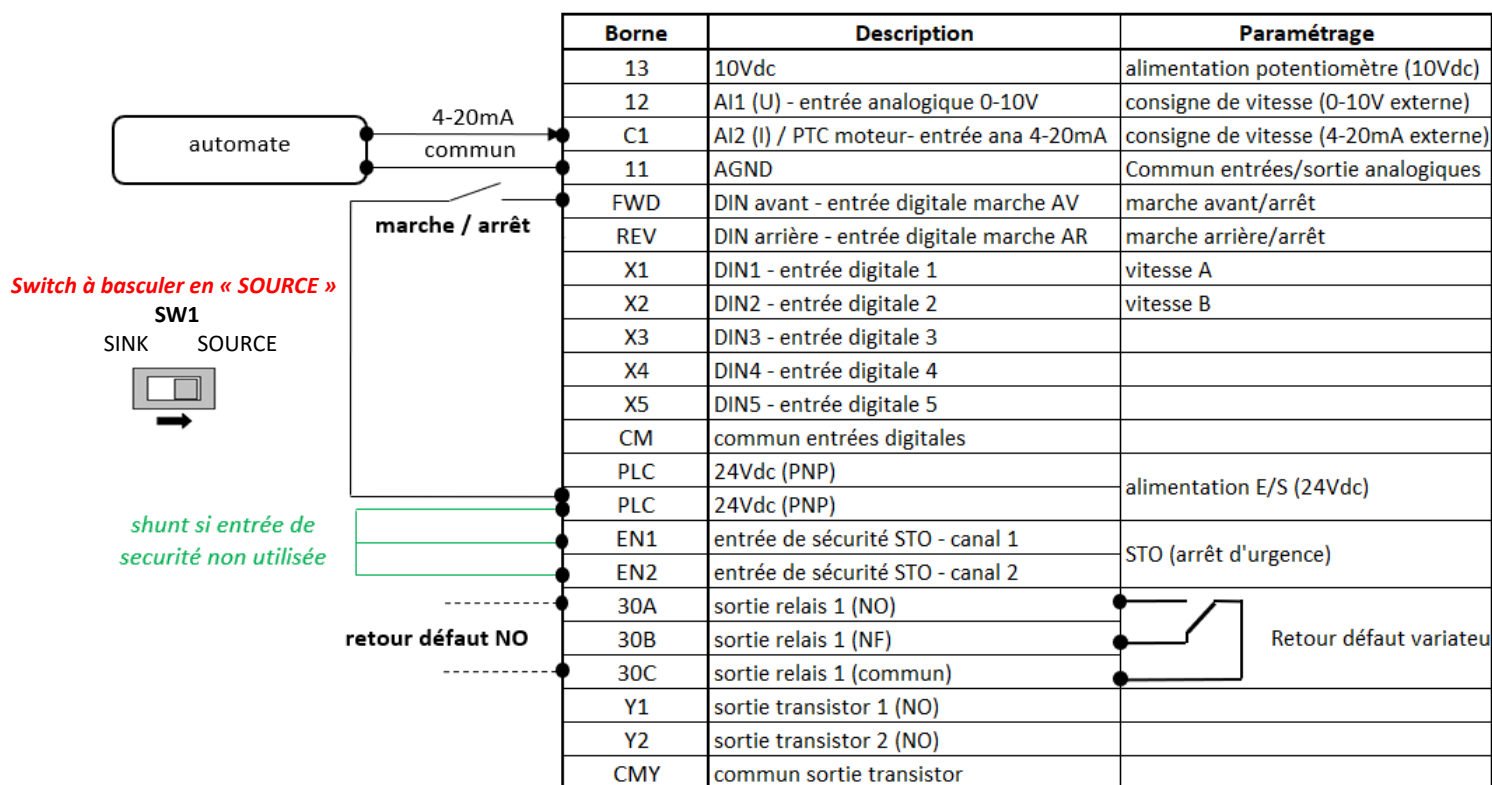 Borne Description Paramétrage
13 10Vdc alimentation potentiomètre (10Vdc)
12 AI1 (U) - entrée analogique 0-10V consigne de vitesse (0-10V externe)
4-20mA
automate
C1 AI2 (I) / PTC moteur- entrée ana 4-20mA consigne de vitesse (4-20mA externe)
commun
11 AGND Commun entrées/sortie analogiques
FWD DIN avant - entrée digitale marche AV marche avant/arrêt
marche / arrêt
REV DIN arrière - entrée digitale marche AR marche arrière/arrêt
X1 DIN1 - entrée digitale 1 vitesse A
Switch à basculer en « SOURCE »
SW1
SINK SOURCE
X2 DIN2 - entrée digitale 2 vitesse B
X3 DIN3 - entrée digitale 3
X4 DIN4 - entrée digitale 4
X5 DIN5 - entrée digitale 5
CM commun entrées digitales
PLC 24Vdc (PNP)
alimentation E/S (24Vdc)
PLC 24Vdc (PNP)
shunt si entrée de
securité non utilisée
EN1 entrée de sécurité STO - canal 1
STO (arrêt d'urgence)
EN2 entrée de sécurité STO - canal 2
30A sortie relais 1 (NO)
retour défaut NO
30B sortie relais 1 (NF) Retour défaut variateu
30C sortie relais 1 (commun)
Y1 sortie transistor 1 (NO)
Y2 sortie transistor 2 (NO)
CMY commun sortie transistor